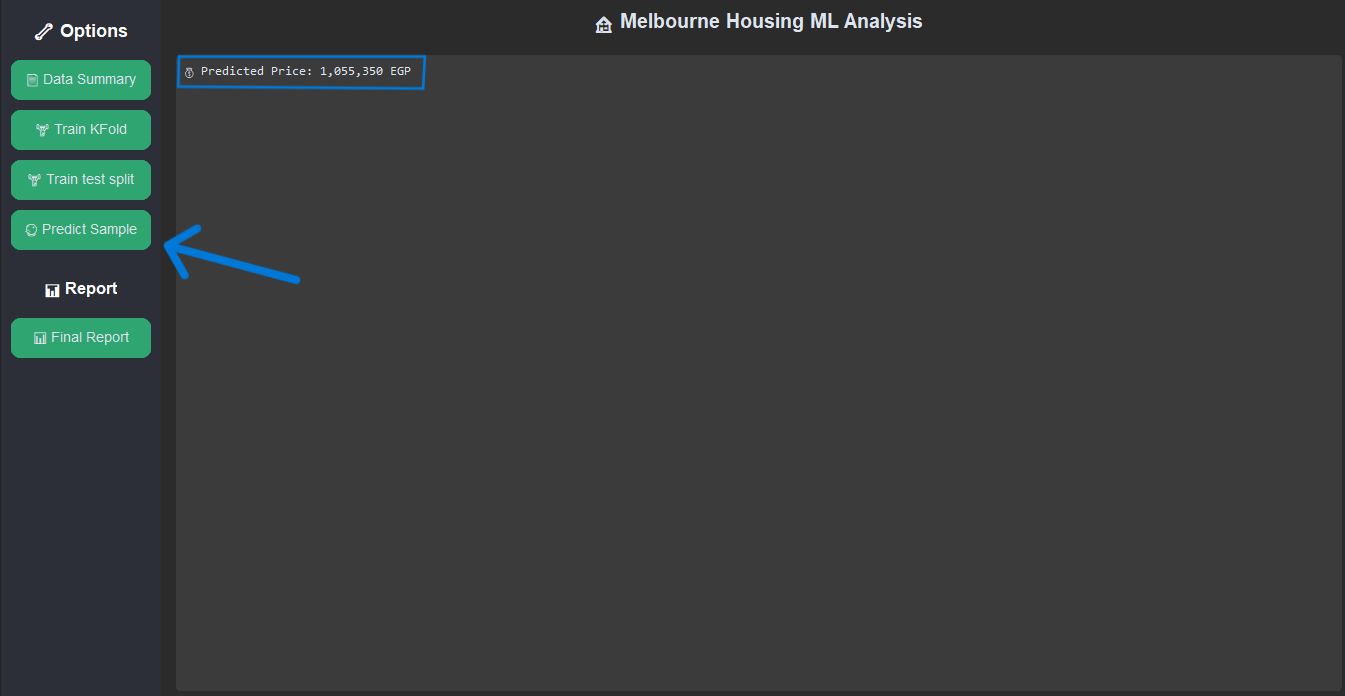 Options
Data Summary
Train KFold
Train test split
Predict Sample
Report
Final Report
Melbourne Housing ML Analysis
Predicted Price: 1,055,350 EGP